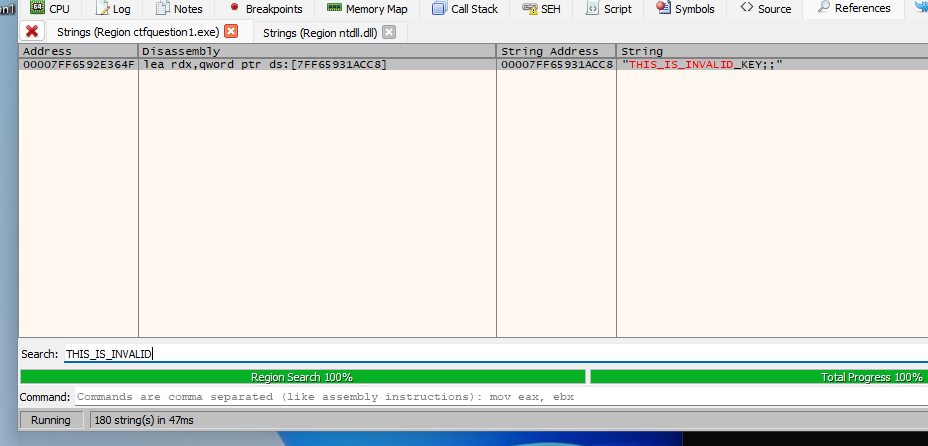 on1 CPU Log Notes Breakpoints Memory Map Call Stack SEH Script Symbols Source References
Strings (Region ctfquestion1.exe) Strings (Region ntdll.dll)
Address Disassembly String Address String
00007FF6592E364F lea rdx,qword ptr ds:[7FF65931ACC8] 00007FF65931ACC8 "THIS_IS_INVALID_KEY;;"
Search: THIS_IS_INVALID
Region Search 100% Total Progress 100%
Command: Commands are comma separated (like assembly instructions): mov eax, ebx
Running 180 string(s) in 47ms